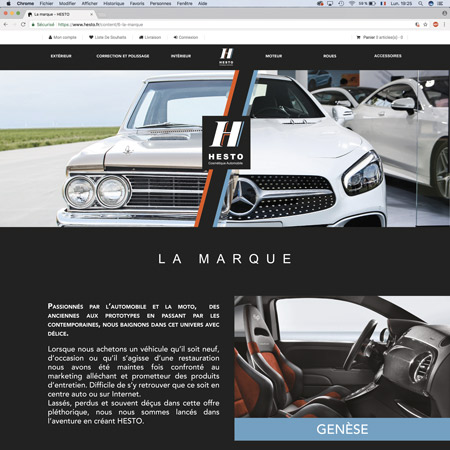 Chrome Fichier Modifier Afficher Historique Favoris Personnes Fenêtre Aide
59 % Lun. 19:25
La marque – HESTO
Sécurisé https://www.hesto.fr/content/6-la-marque
Mon compte Liste De Souhaits Livraison Connexion Panier 0 article(s)
EXTÉRIEUR CORRECTION ET POLISSAGE INTÉRIEUR HESTO MOTEUR ROUES ACCESSOIRES
HESTO
Cosmétique Automobile
LA MARQUE
PASSIONNÉS PAR L'AUTOMOBILE ET LA MOTO, DES
ANCIENNES AUX PROTOTYPES EN PASSANT PAR LES
CONTEMPORAINES, NOUS BAIGNONS DANS CET UNIVERS AVEC
DÉLICE.
Lorsque nous achetons un véhicule qu'il soit neuf,
d'occasion ou qu'il s'agisse d'une restauration
nous avons été maintes fois confronté au
marketing alléchant et prometteur des produits
d'entretien. Difficile de s'y retrouver que ce soit en
centre auto ou sur Internet.
Lassés, perdus et souvent déçus dans cette offre
pléthorique, nous nous sommes lancés dans
l'aventure en créant HESTO.
GENÈSE